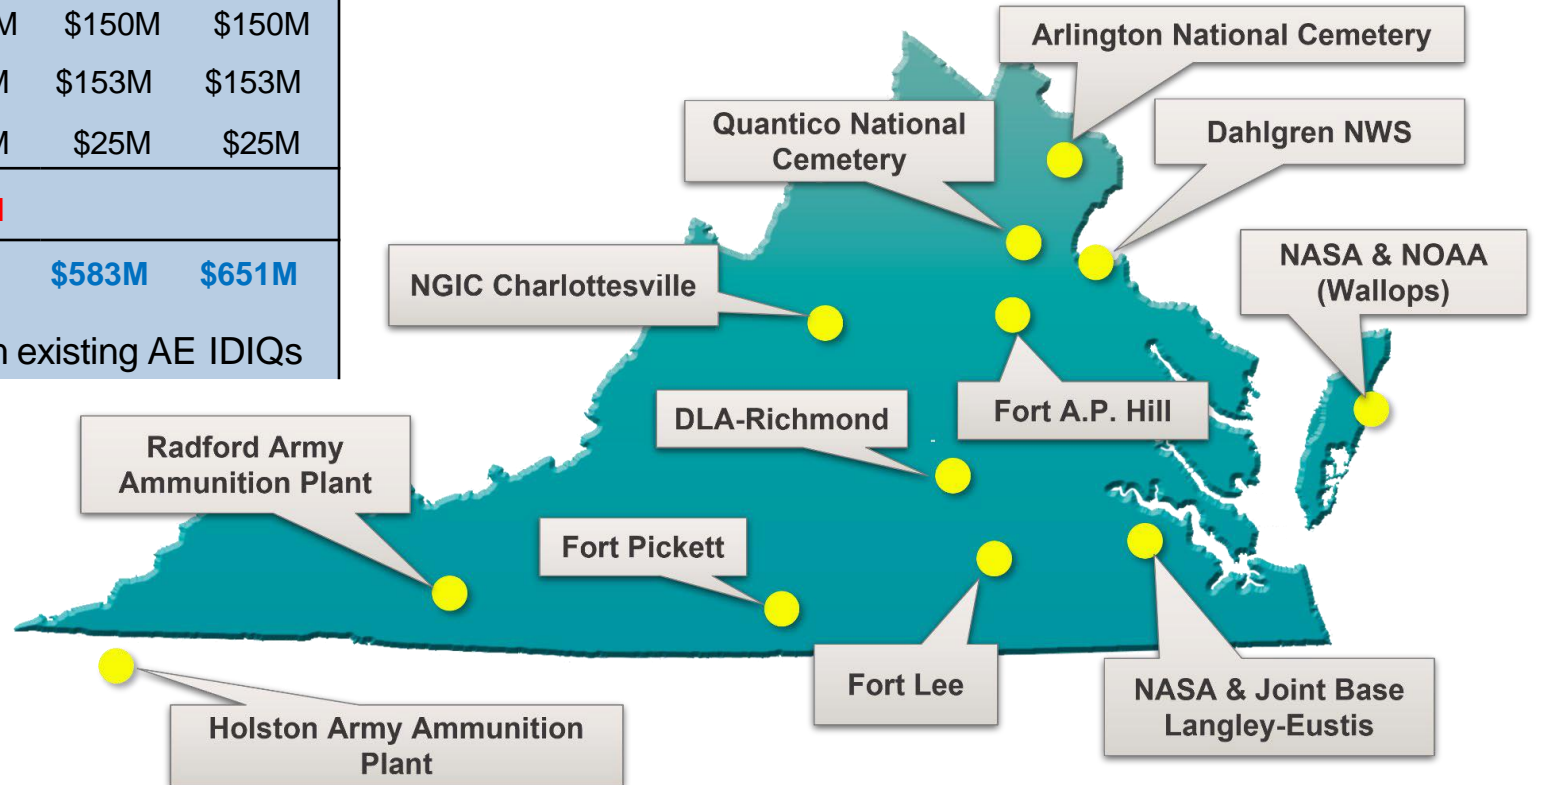 $150M $150M
$153M $153M
$25M $25M
$583M $651M
existing AE IDIQs
Arlington National Cemetery
Quantico National
Cemetery
Dahlgren NWS
NASA & NOAA
(Wallops)
NGIC Charlottesville
Fort A.P. Hill
DLA-Richmond
Radford Army
Ammunition Plant
Fort Pickett
Fort Lee
NASA & Joint Base
Langley-Eustis
Holston Army Ammunition
Plant